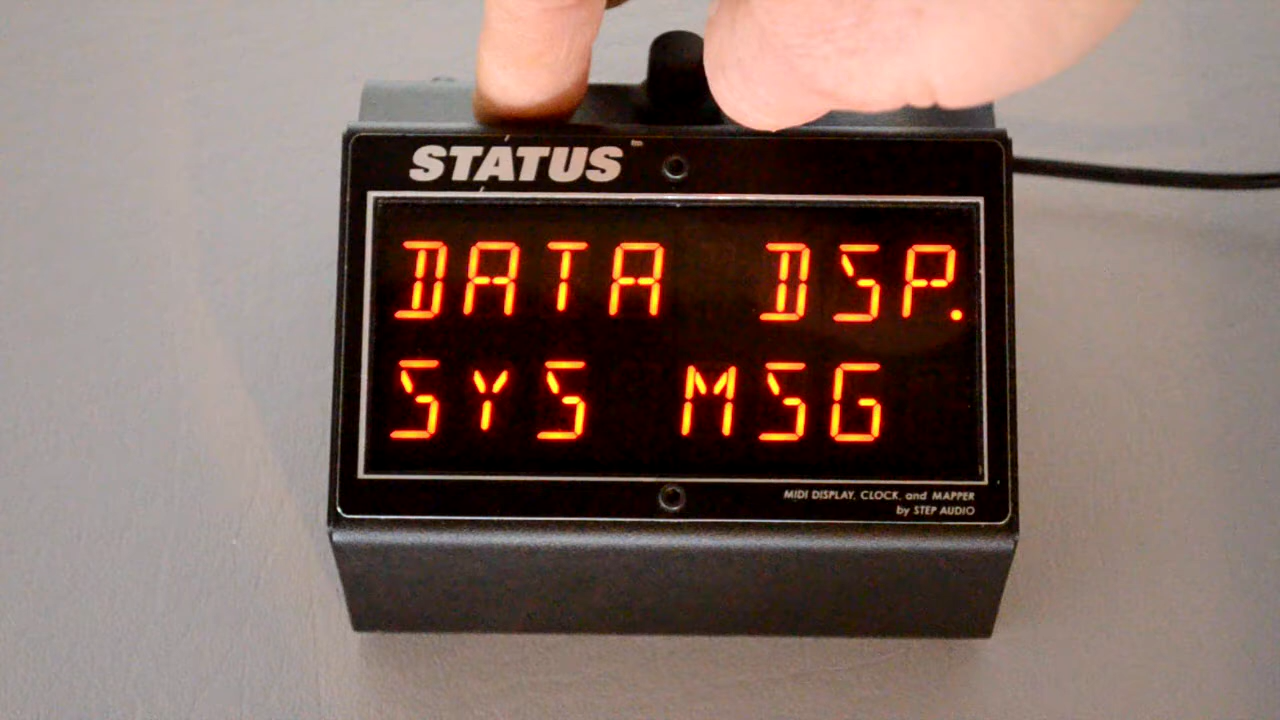 STATUS
DATA DSP.
SYS MSG
MIDI DISPLAY, CLOCK, and MAPPER
by STEP AUDIO